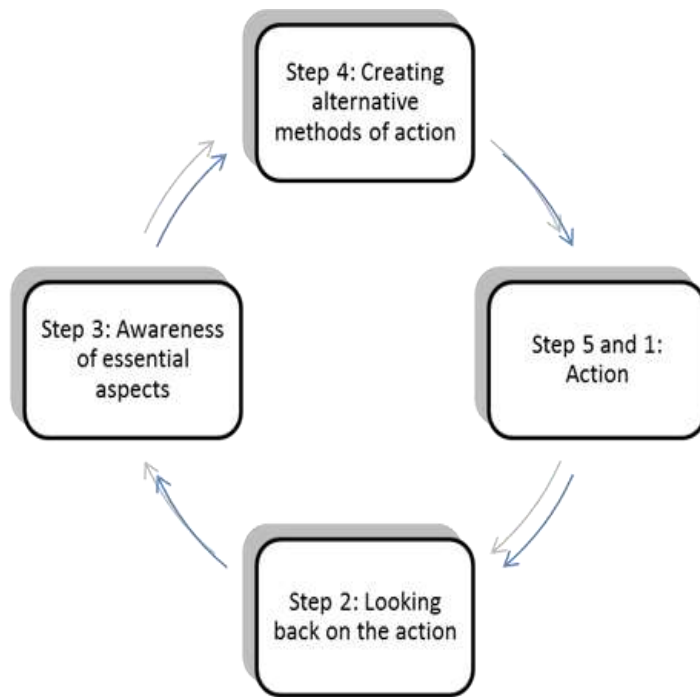 Step 4: Creating
alternative
methods of action
Step 3: Awareness
of essential
aspects
Step 5 and 1:
Action
Step 2: Looking
back on the action